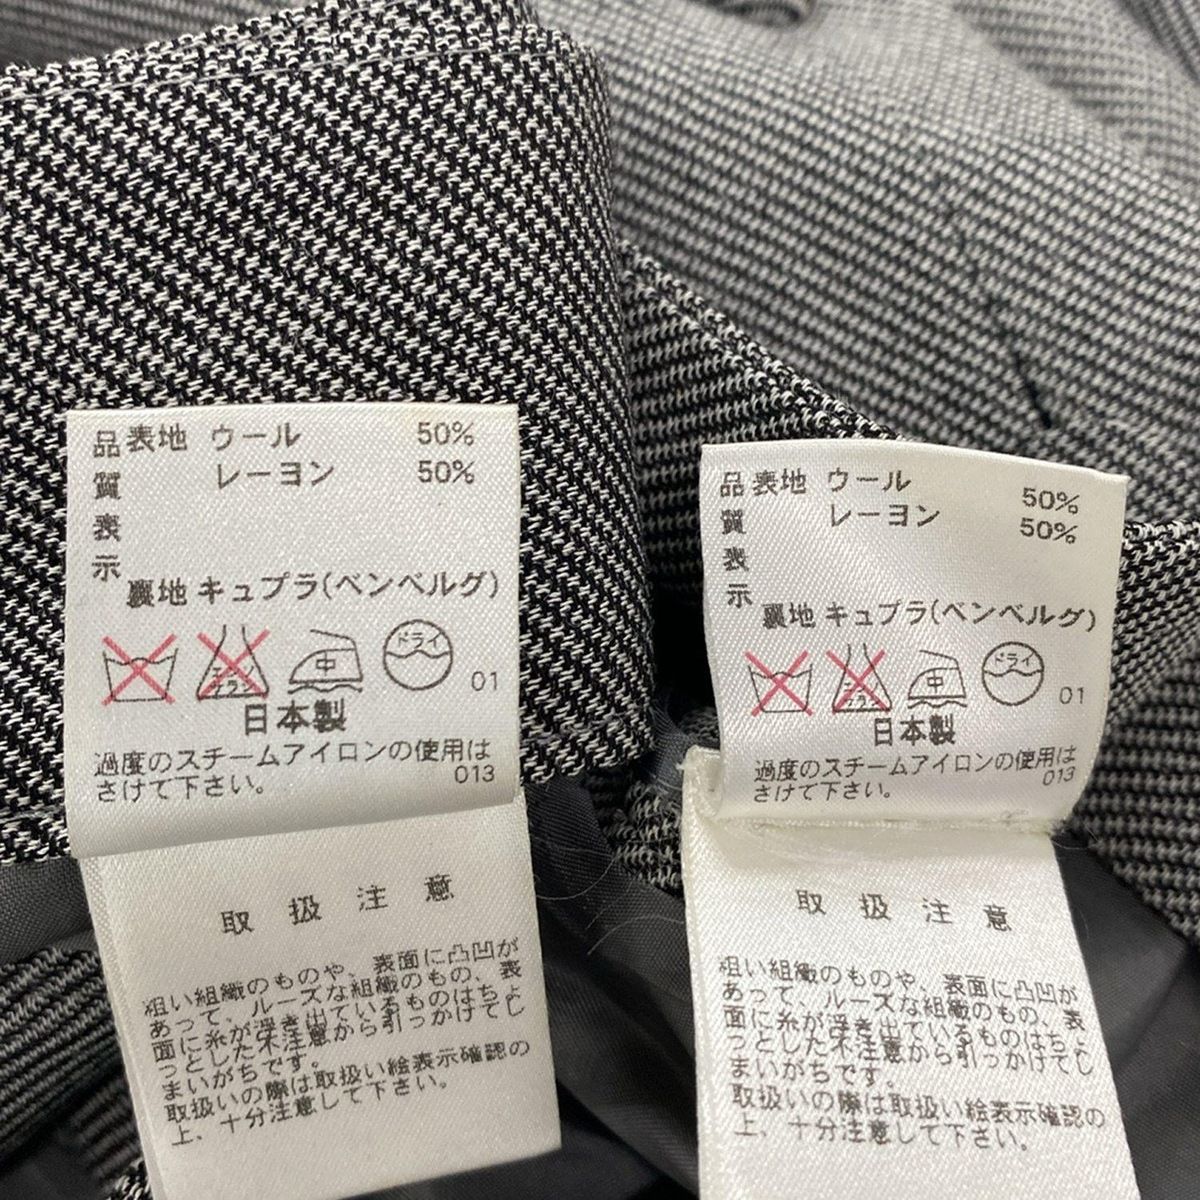 品質表示
表地 ウール 50%
レーヨン 50%
裏地 キュプラ(ベンベルグ)
エンソ
サラシ
中
ドライ
01
日本製
過度のスチームアイロンの使用は
さけて下さい。 013
取扱注意
粗い組織のものや、表面に凸凹が
あって、ルーズな組織のもの、表
面に糸が浮き出ているものはちょ
っとした不注意から引っかけてし
まいがちです。
取扱いの際は取扱い絵表示確認の
上、十分注意して下さい。
品質表示
表地 ウール 50%
レーヨン 50%
裏地 キュプラ(ベンベルグ)
中
ドライ
01
日本製
過度のスチームアイロンの使用は
さけて下さい。 013
取扱注意
粗い組織のものや、表面に凸凹が
あって、ルーズな組織のもの、表
面に糸が浮き出ているものはちょ
っとした不注意から引っかけてし
まいがちです。
取扱いの際は取扱い絵表示確認の
上、十分注意して下さい。